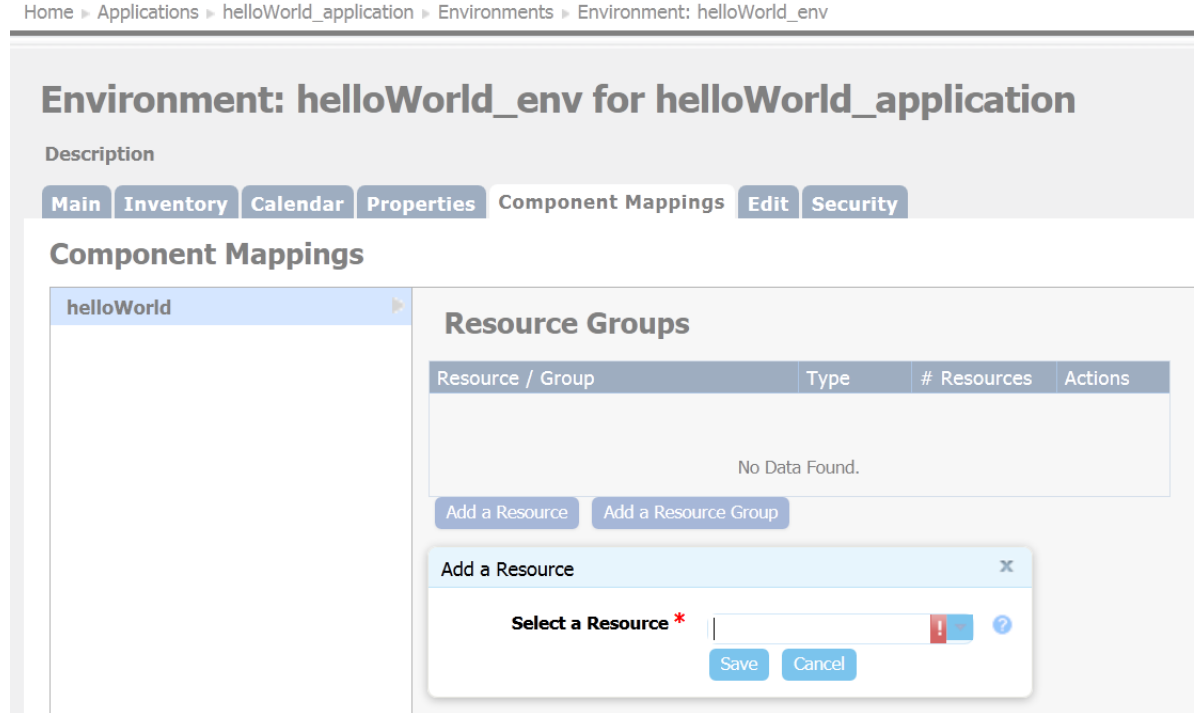 Home ▸ Applications ▸ helloWorld_application ▸ Environments ▸ Environment: helloWorld_env
Environment: helloWorld_env for helloWorld_application
Description
Main Inventory Calendar Properties Component Mappings Edit Security
Component Mappings
helloWorld
Resource Groups
Resource / Group Type # Resources Actions
No Data Found.
Add a Resource Add a Resource Group
Add a Resource x
Select a Resource * ! ?
Save Cancel